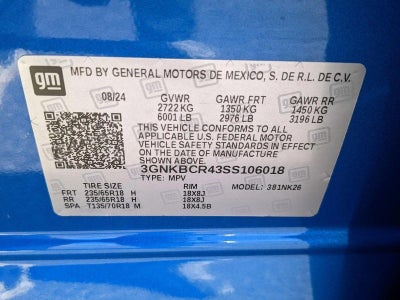 gm
MFD BY GENERAL MOTORS DE MEXICO, S. DE R.L. DE C.V.
08/24 GVWR GAWR FRT GAWR RR
2722 KG 1350 KG 1450 KG
6001 LB 2976 LB 3196 LB
THIS VEHICLE CONFORMS TO ALL
APPLICABLE U.S. FEDERAL MOTOR
VEHICLE SAFETY STANDARDS IN EFFECT
ON THE DATE OF MANUFACTURE SHOWN ABOVE.
3GNKBCR43SS106018
TYPE: MPV MODEL: 381NK26
TIRE SIZE RIM
FRT 235/65R18 H 18X8J
RR 235/65R18 H 18X8J
SPA T135/70R18 M 18X4.5B